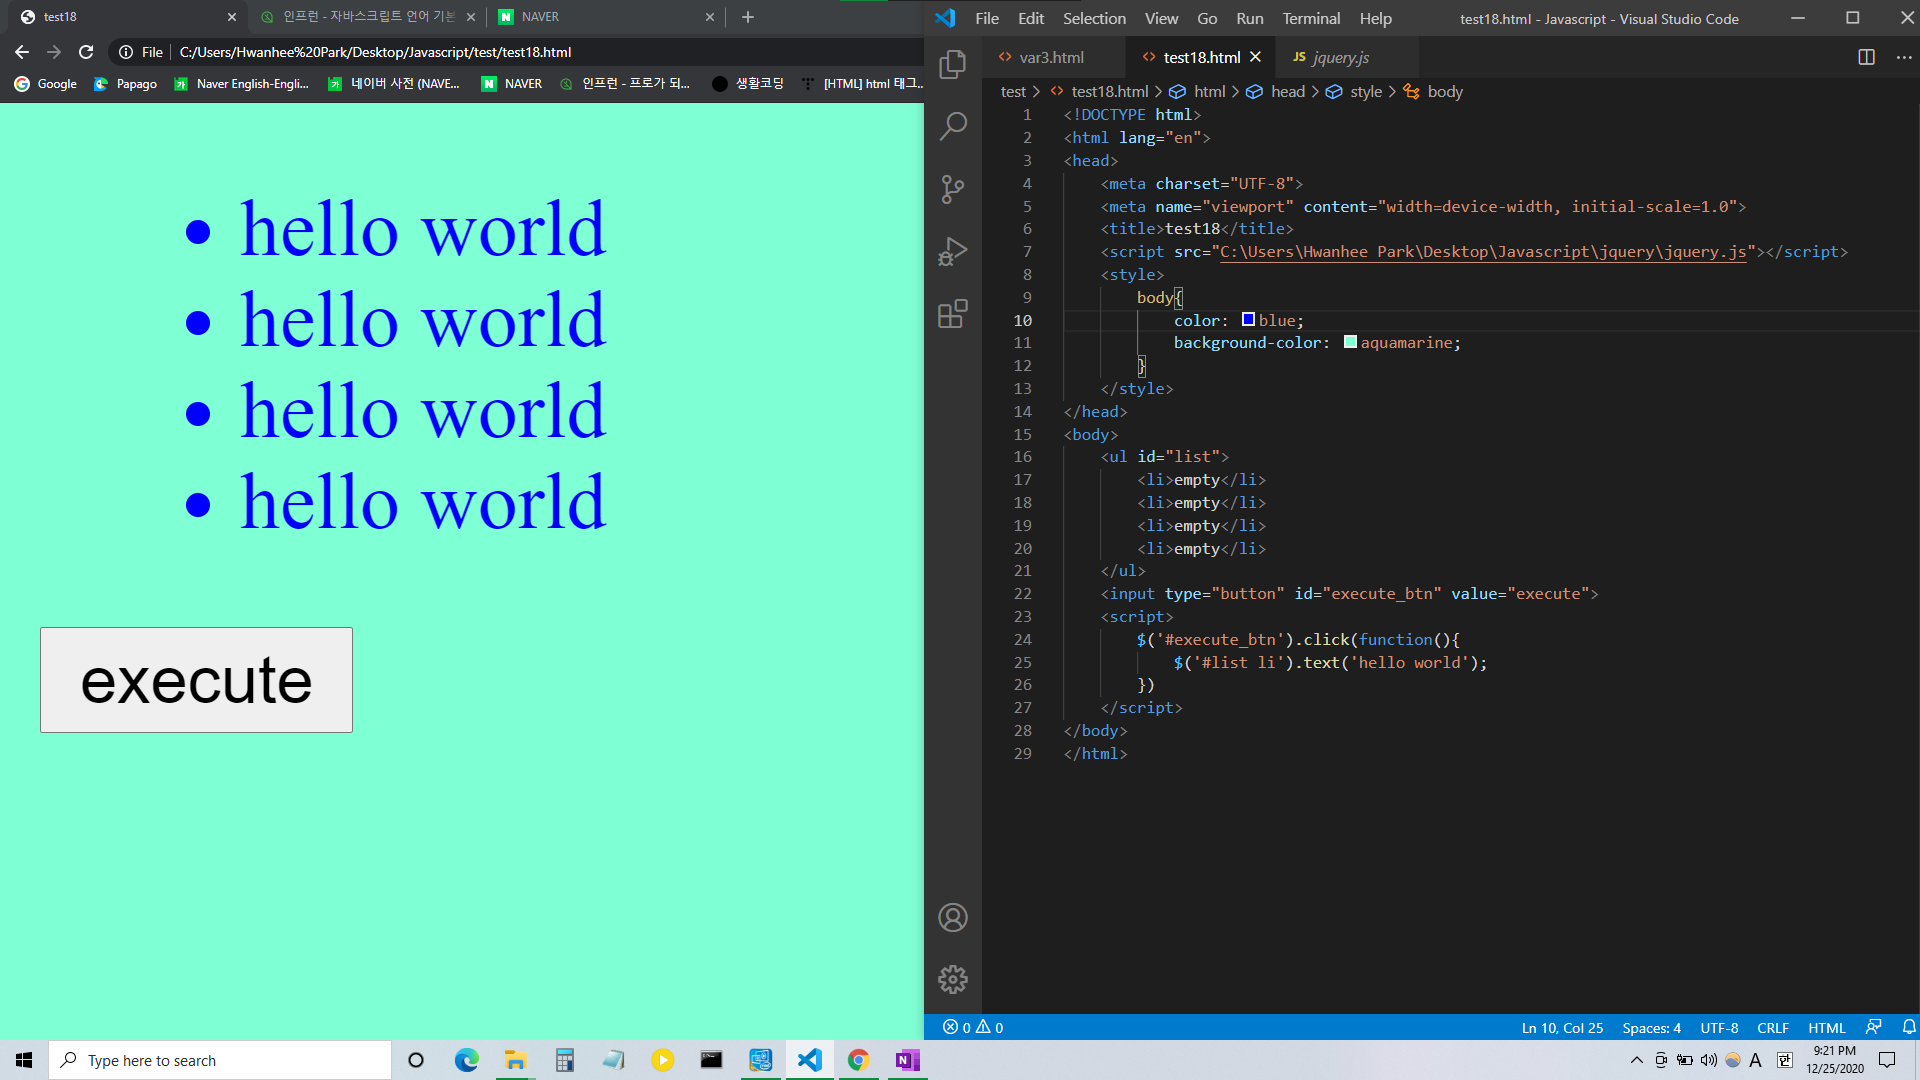 test18
인프런 - 자바스크립트 언어 기본
NAVER
File
C:/Users/Hwanhee%20Park/Desktop/Javascript/test/test18.html
Google
Papago
Naver English-Engli...
네이버 사전 (NAVE...
NAVER
인프런 - 프로가 되...
생활코딩
[HTML] html 태그...
hello world
hello world
hello world
hello world
execute
File Edit Selection View Go Run Terminal Help
test18.html - Javascript - Visual Studio Code
var3.html
test18.html
JS jquery.js
test > test18.html > html > head > style > body
1 <!DOCTYPE html>
2 <html lang="en">
3 <head>
4 <meta charset="UTF-8">
5 <meta name="viewport" content="width=device-width, initial-scale=1.0">
6 <title>test18</title>
7 <script src="C:\Users\Hwanhee Park\Desktop\Javascript\jquery\jquery.js"></script>
8 <style>
9 body{
10 color: blue;
11 background-color: aquamarine;
12 }
13 </style>
14 </head>
15 <body>
16 <ul id="list">
17 <li>empty</li>
18 <li>empty</li>
19 <li>empty</li>
20 <li>empty</li>
21 </ul>
22 <input type="button" id="execute_btn" value="execute">
23 <script>
24 $('#execute_btn').click(function(){
25 $('#list li').text('hello world');
26 })
27 </script>
28 </body>
29 </html>
0 0
Ln 10, Col 25 Spaces: 4 UTF-8 CRLF HTML
Type here to search
A
한
9:21 PM
12/25/2020